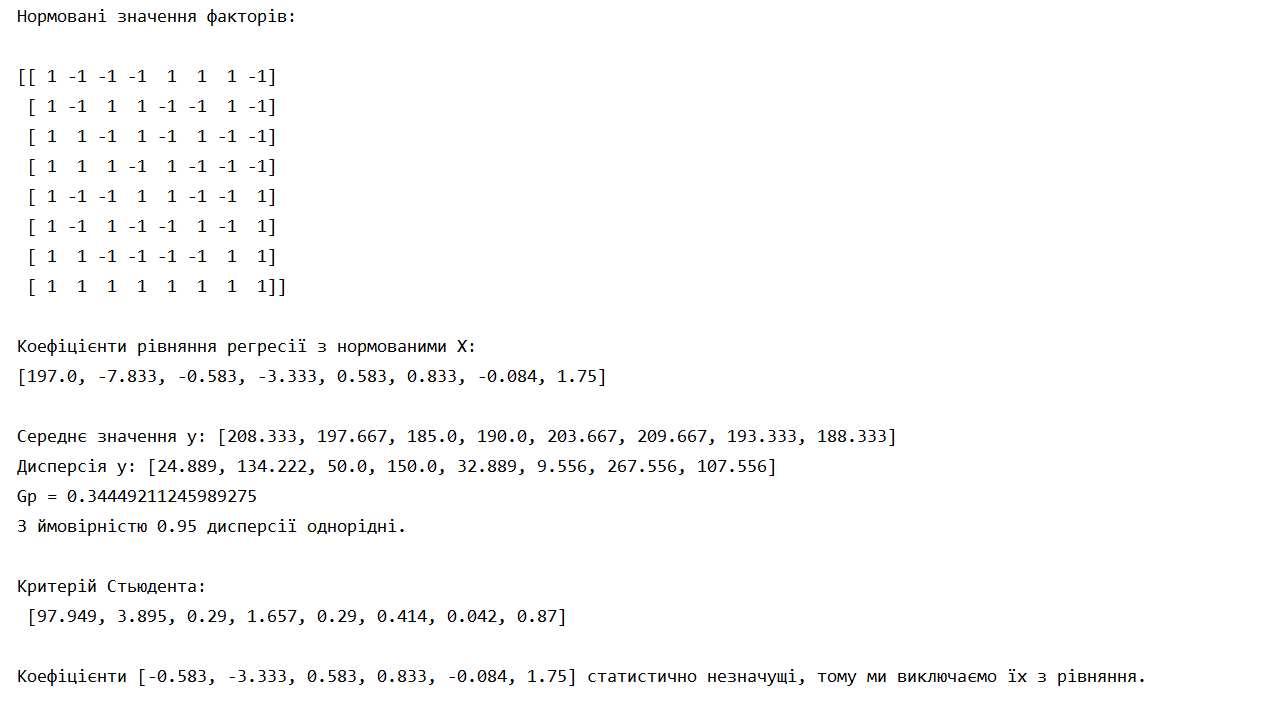 Нормовані значення факторів:
[[ 1 -1 -1 -1  1  1  1 -1]
 [ 1 -1  1  1 -1 -1  1 -1]
 [ 1  1 -1  1 -1  1 -1 -1]
 [ 1  1  1 -1  1 -1 -1 -1]
 [ 1 -1 -1  1  1 -1 -1  1]
 [ 1 -1  1 -1 -1  1 -1  1]
 [ 1  1 -1 -1 -1 -1  1  1]
 [ 1  1  1  1  1  1  1  1]]
Коефіцієнти рівняння регресії з нормованими X:
[197.0, -7.833, -0.583, -3.333, 0.583, 0.833, -0.084, 1.75]
Середнє значення y: [208.333, 197.667, 185.0, 190.0, 203.667, 209.667, 193.333, 188.333]
Дисперсія y: [24.889, 134.222, 50.0, 150.0, 32.889, 9.556, 267.556, 107.556]
Gp = 0.34449211245989275
З ймовірністю 0.95 дисперсії однорідні.
Критерій Стьюдента:
 [97.949, 3.895, 0.29, 1.657, 0.29, 0.414, 0.042, 0.87]
Коефіцієнти [-0.583, -3.333, 0.583, 0.833, -0.084, 1.75] статистично незначущі, тому ми виключаємо їх з рівняння.